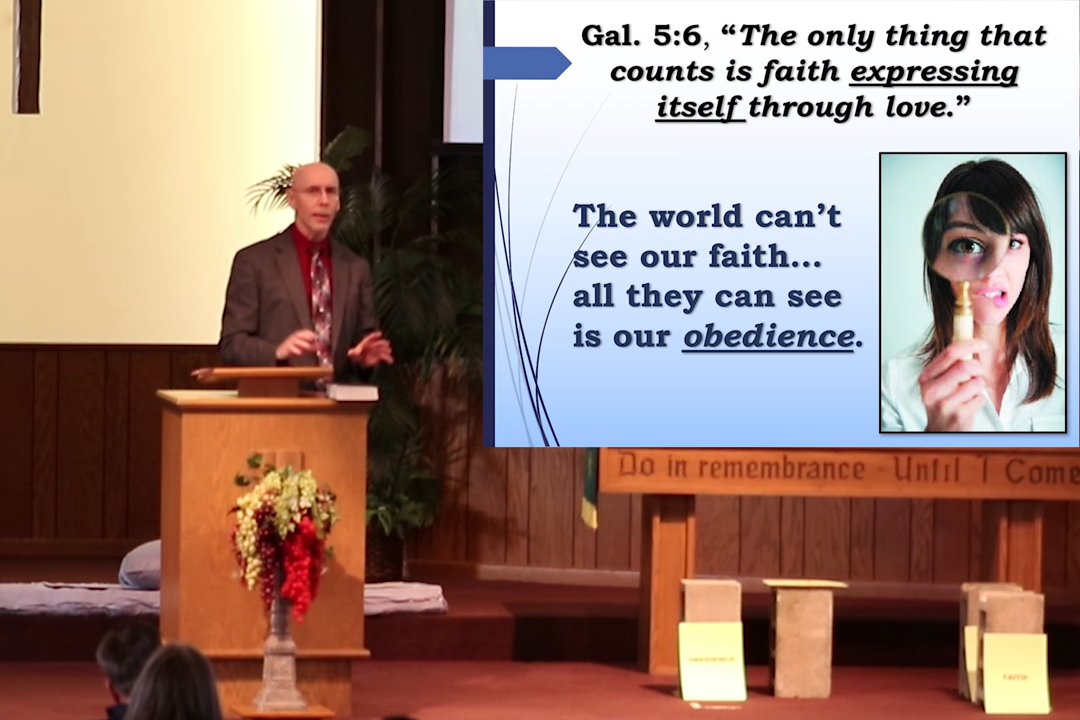 Gal. 5:6, “The only thing that
counts is faith expressing
itself through love.”
The world can’t
see our faith...
all they can see
is our obedience.
Do in remembrance - Until I Come
OBEDIENCE
FAITH